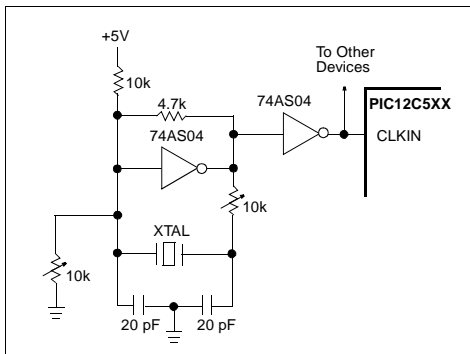 +5V
10k
4.7k
74AS04
74AS04
To Other
Devices
PIC12C5XX
CLKIN
10k
XTAL
10k
20 pF
20 pF